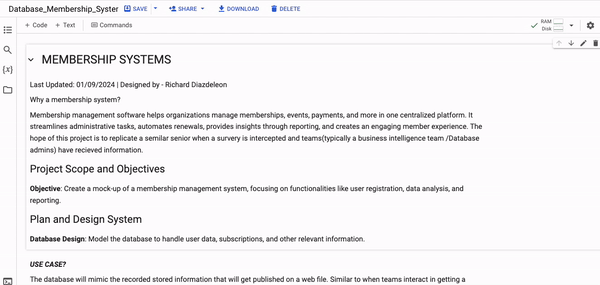 Database_Membership_Syster
SAVE SHARE DOWNLOAD DELETE
+ Code + Text Commands RAM
Disk
MEMBERSHIP SYSTEMS
Last Updated: 01/09/2024 | Designed by - Richard Diazdeleon
Why a membership system?
Membership management software helps organizations manage memberships, events, payments, and more in one centralized platform. It
streamlines administrative tasks, automates renewals, provides insights through reporting, and creates an engaging member experience. The
hope of this project is to replicate a semilar senior when a survery is intercepted and teams(typically a business intelligence team /Database
admins) have recieved information.
Project Scope and Objectives
Objective: Create a mock-up of a membership management system, focusing on functionalities like user registration, data analysis, and
reporting.
Plan and Design System
Database Design: Model the database to handle user data, subscriptions, and other relevant information.
USE CASE?
The database will mimic the recorded stored information that will get published on a web file. Similar to when teams interact in getting a